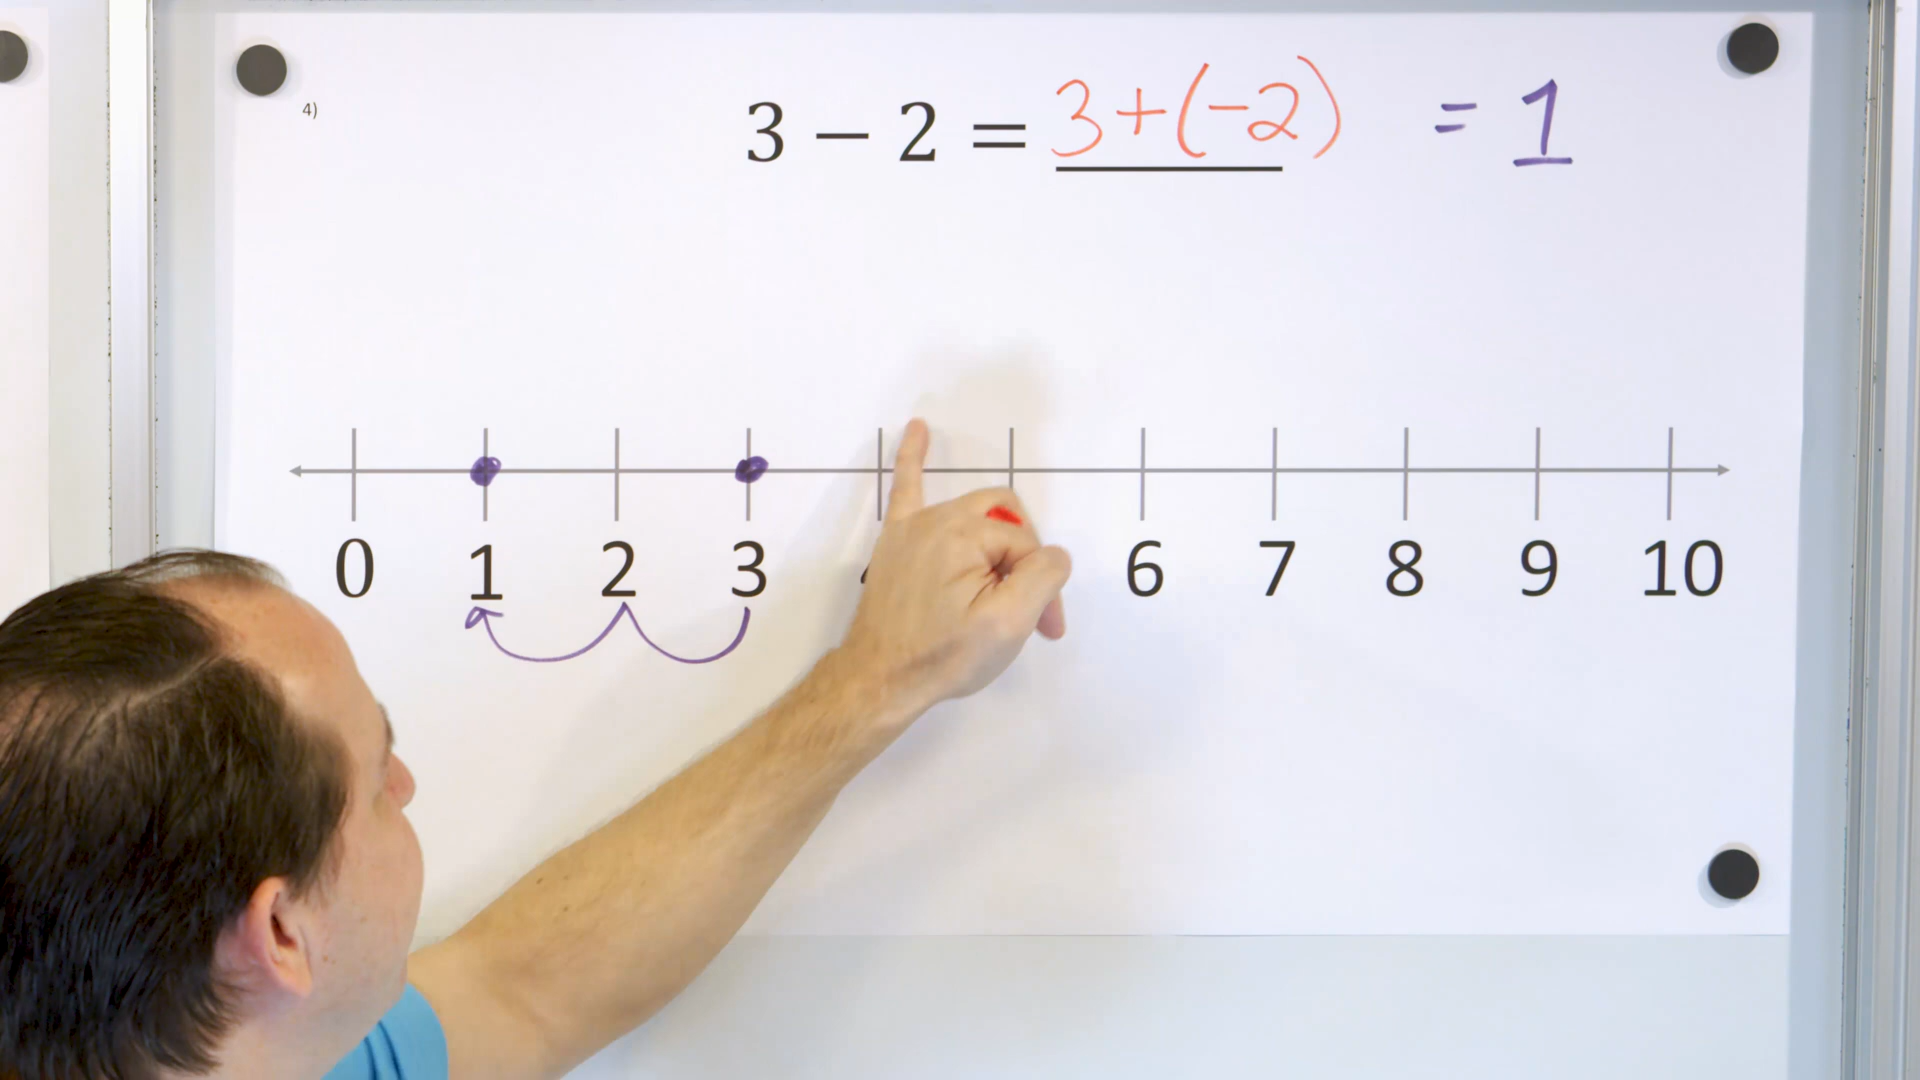 4)
3 − 2 = 3+(-2) = 1
0 1 2 3 6 7 8 9 10